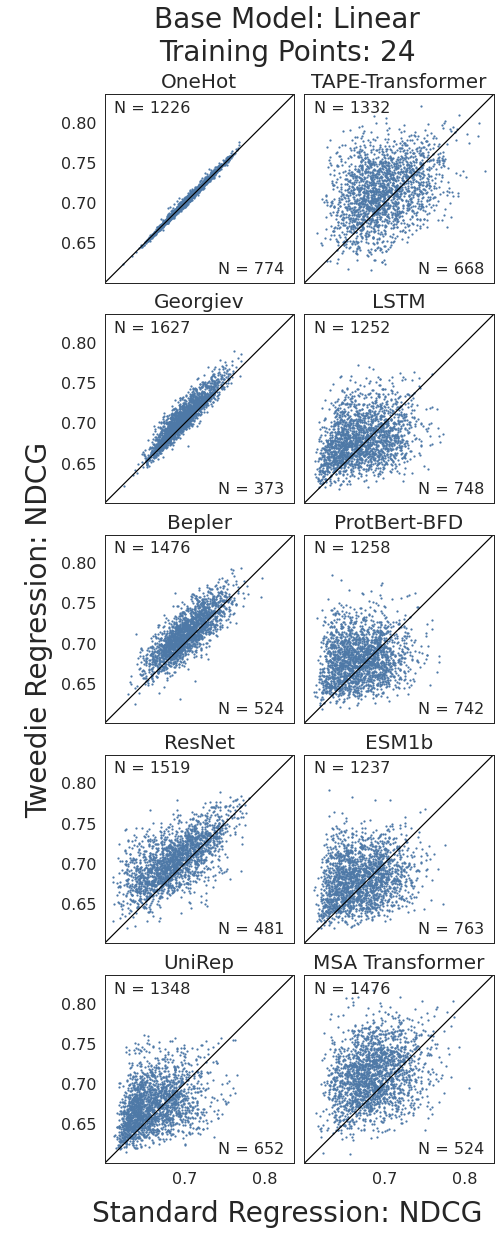 Base Model: Linear
Training Points: 24
OneHot
TAPE-Transformer
N = 1226
N = 1332
0.80
0.75
0.70
0.65
N = 774
N = 668
Georgiev
LSTM
N = 1627
N = 1252
0.80
0.75
0.70
0.65
N = 373
N = 748
Bepler
ProtBert-BFD
N = 1476
N = 1258
0.80
0.75
0.70
0.65
N = 524
N = 742
ResNet
ESM1b
N = 1519
N = 1237
0.80
0.75
0.70
0.65
N = 481
N = 763
UniRep
MSA Transformer
N = 1348
N = 1476
0.80
0.75
0.70
0.65
N = 652
N = 524
0.7 0.8 0.7 0.8
Tweedie Regression: NDCG
Standard Regression: NDCG